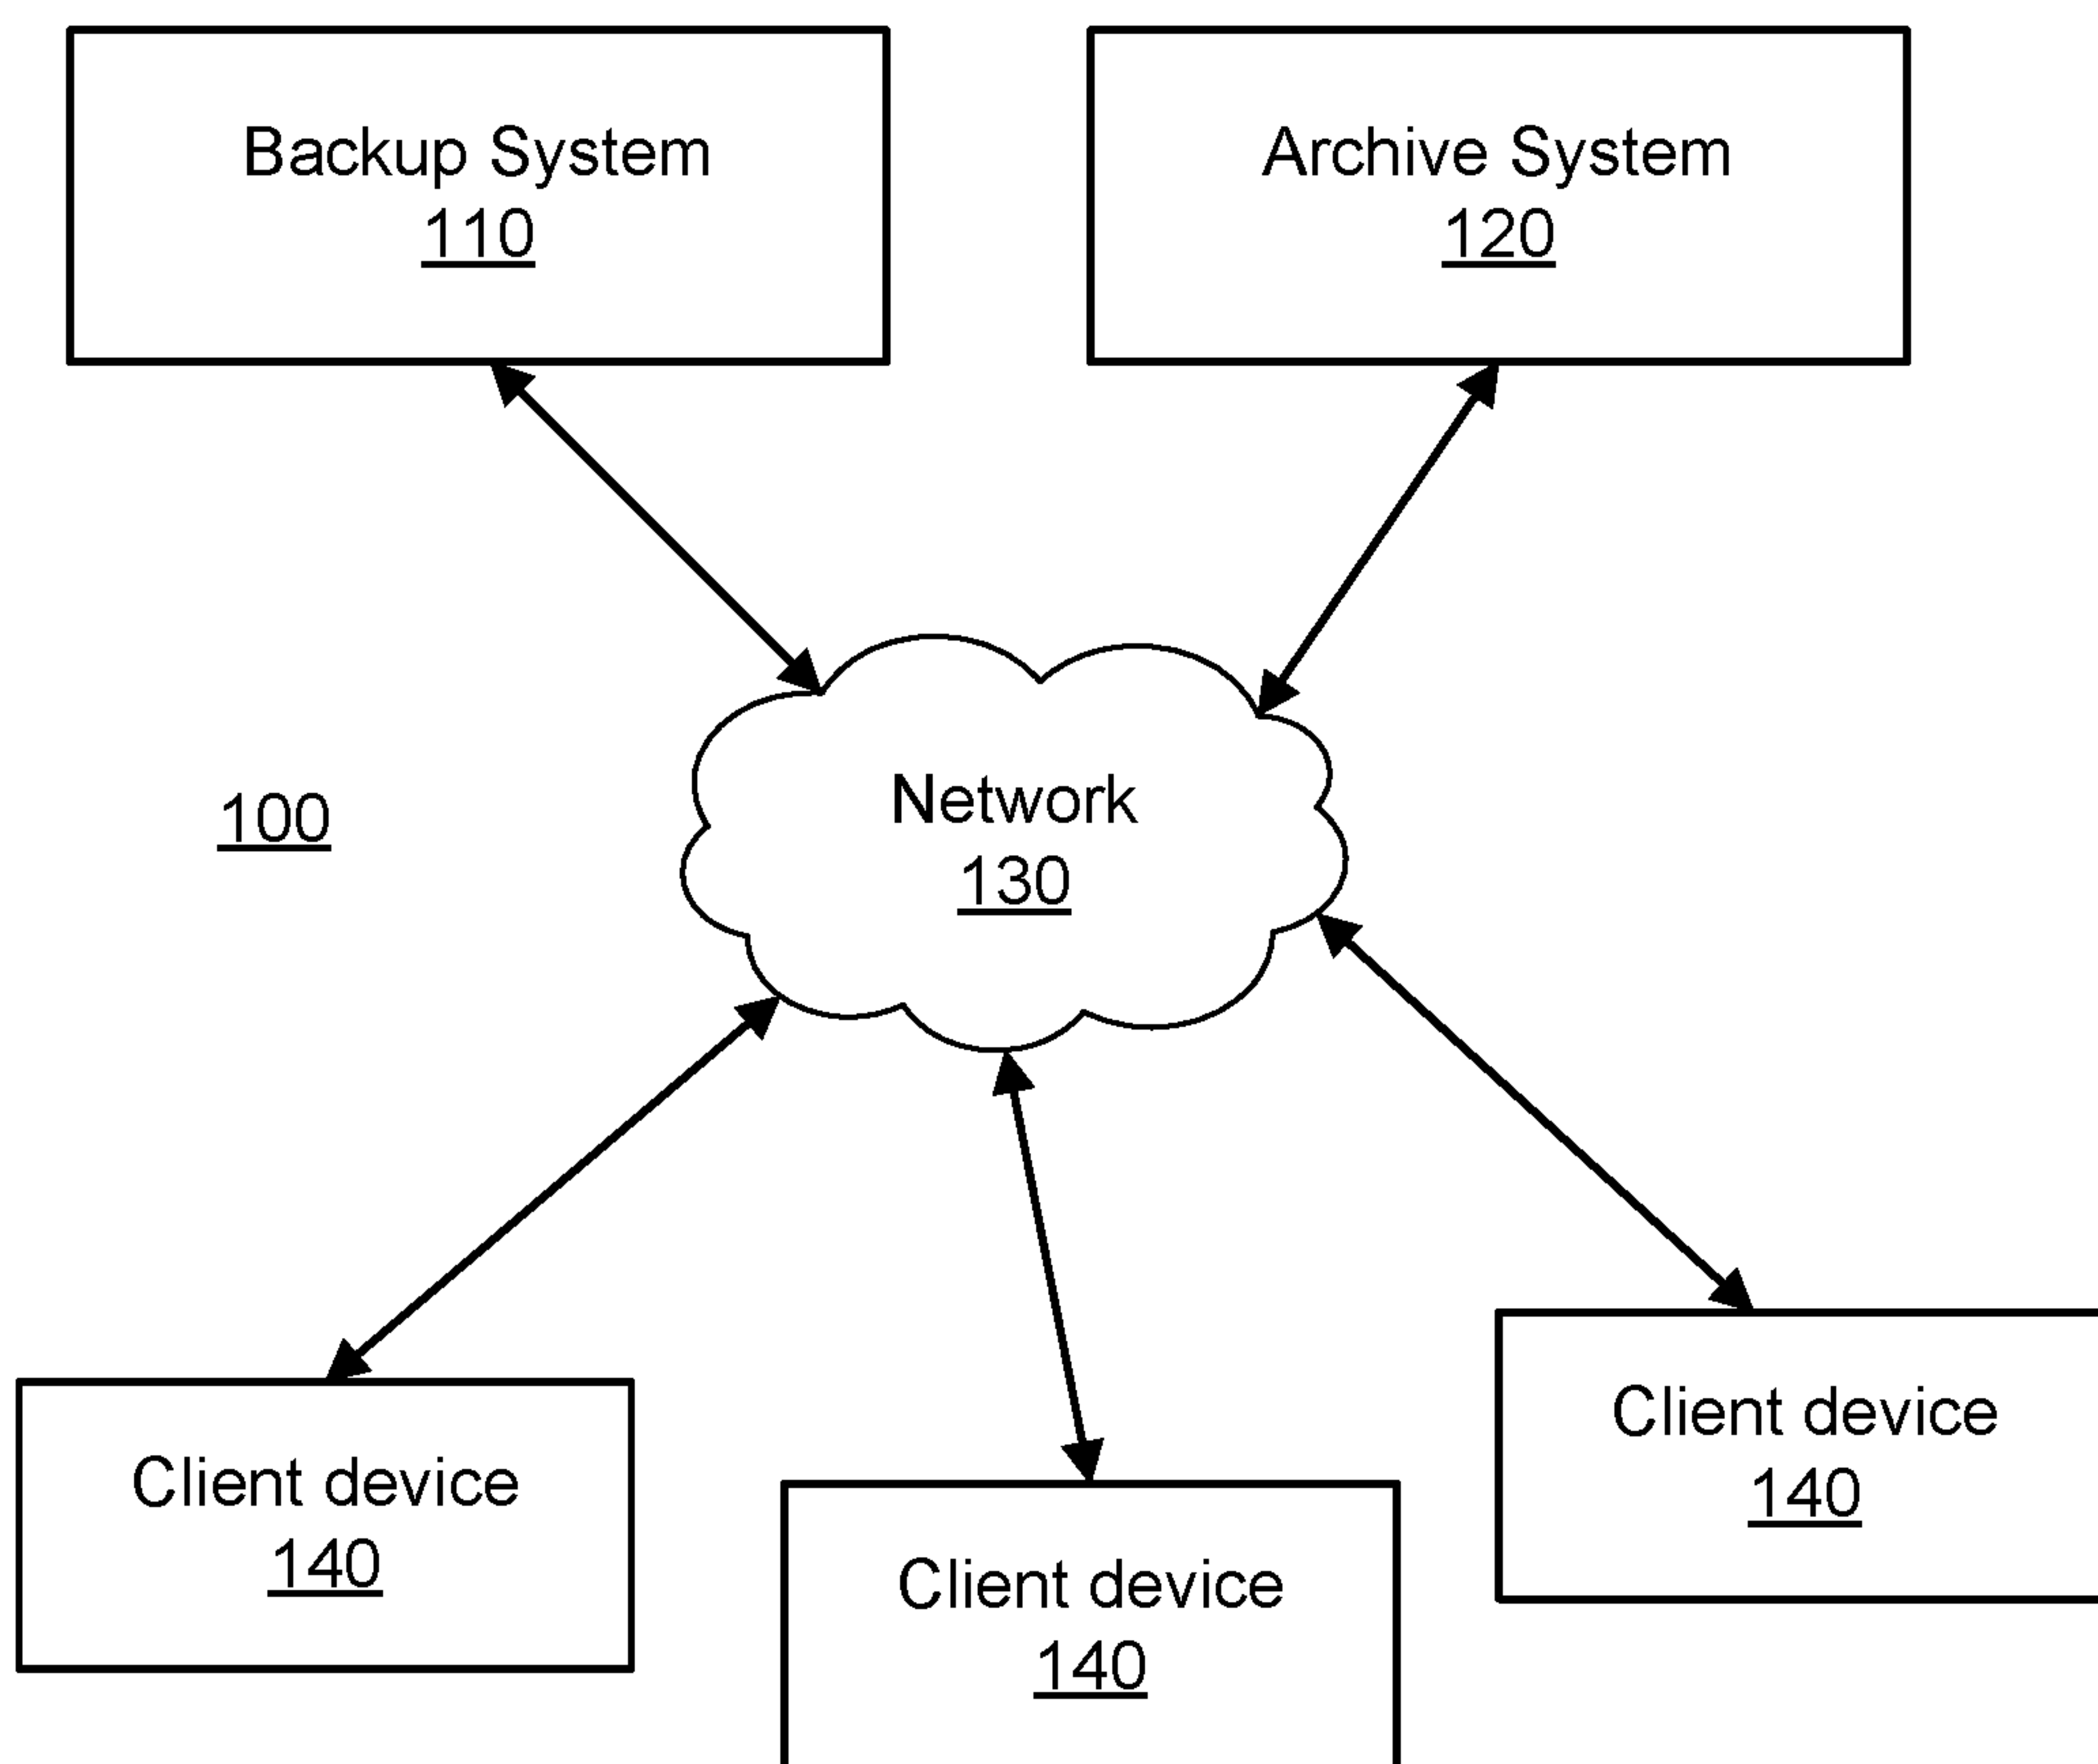 Backup System
110
Archive System
120
100
Network
130
Client device
140
Client device
140
Client device
140